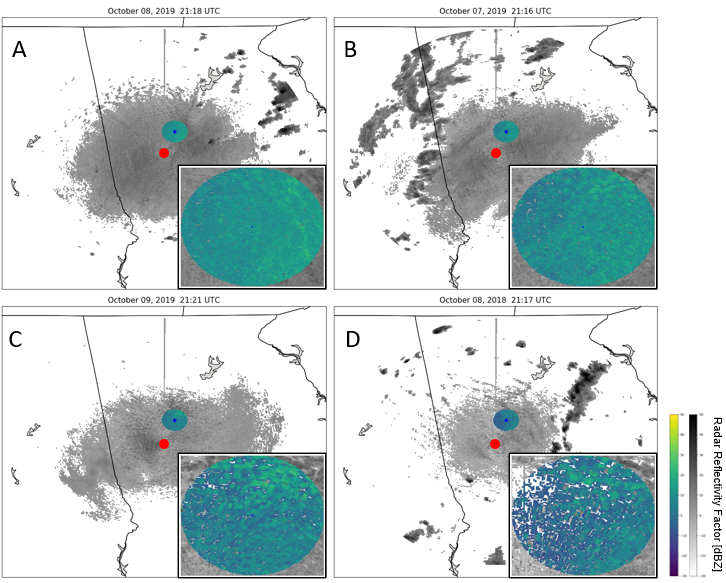 October 08, 2019 21:18 UTC
October 07, 2019 21:16 UTC
A
B
October 09, 2019 21:21 UTC
October 08, 2018 21:17 UTC
C
D
Radar Reflectivity Factor [dBZ]